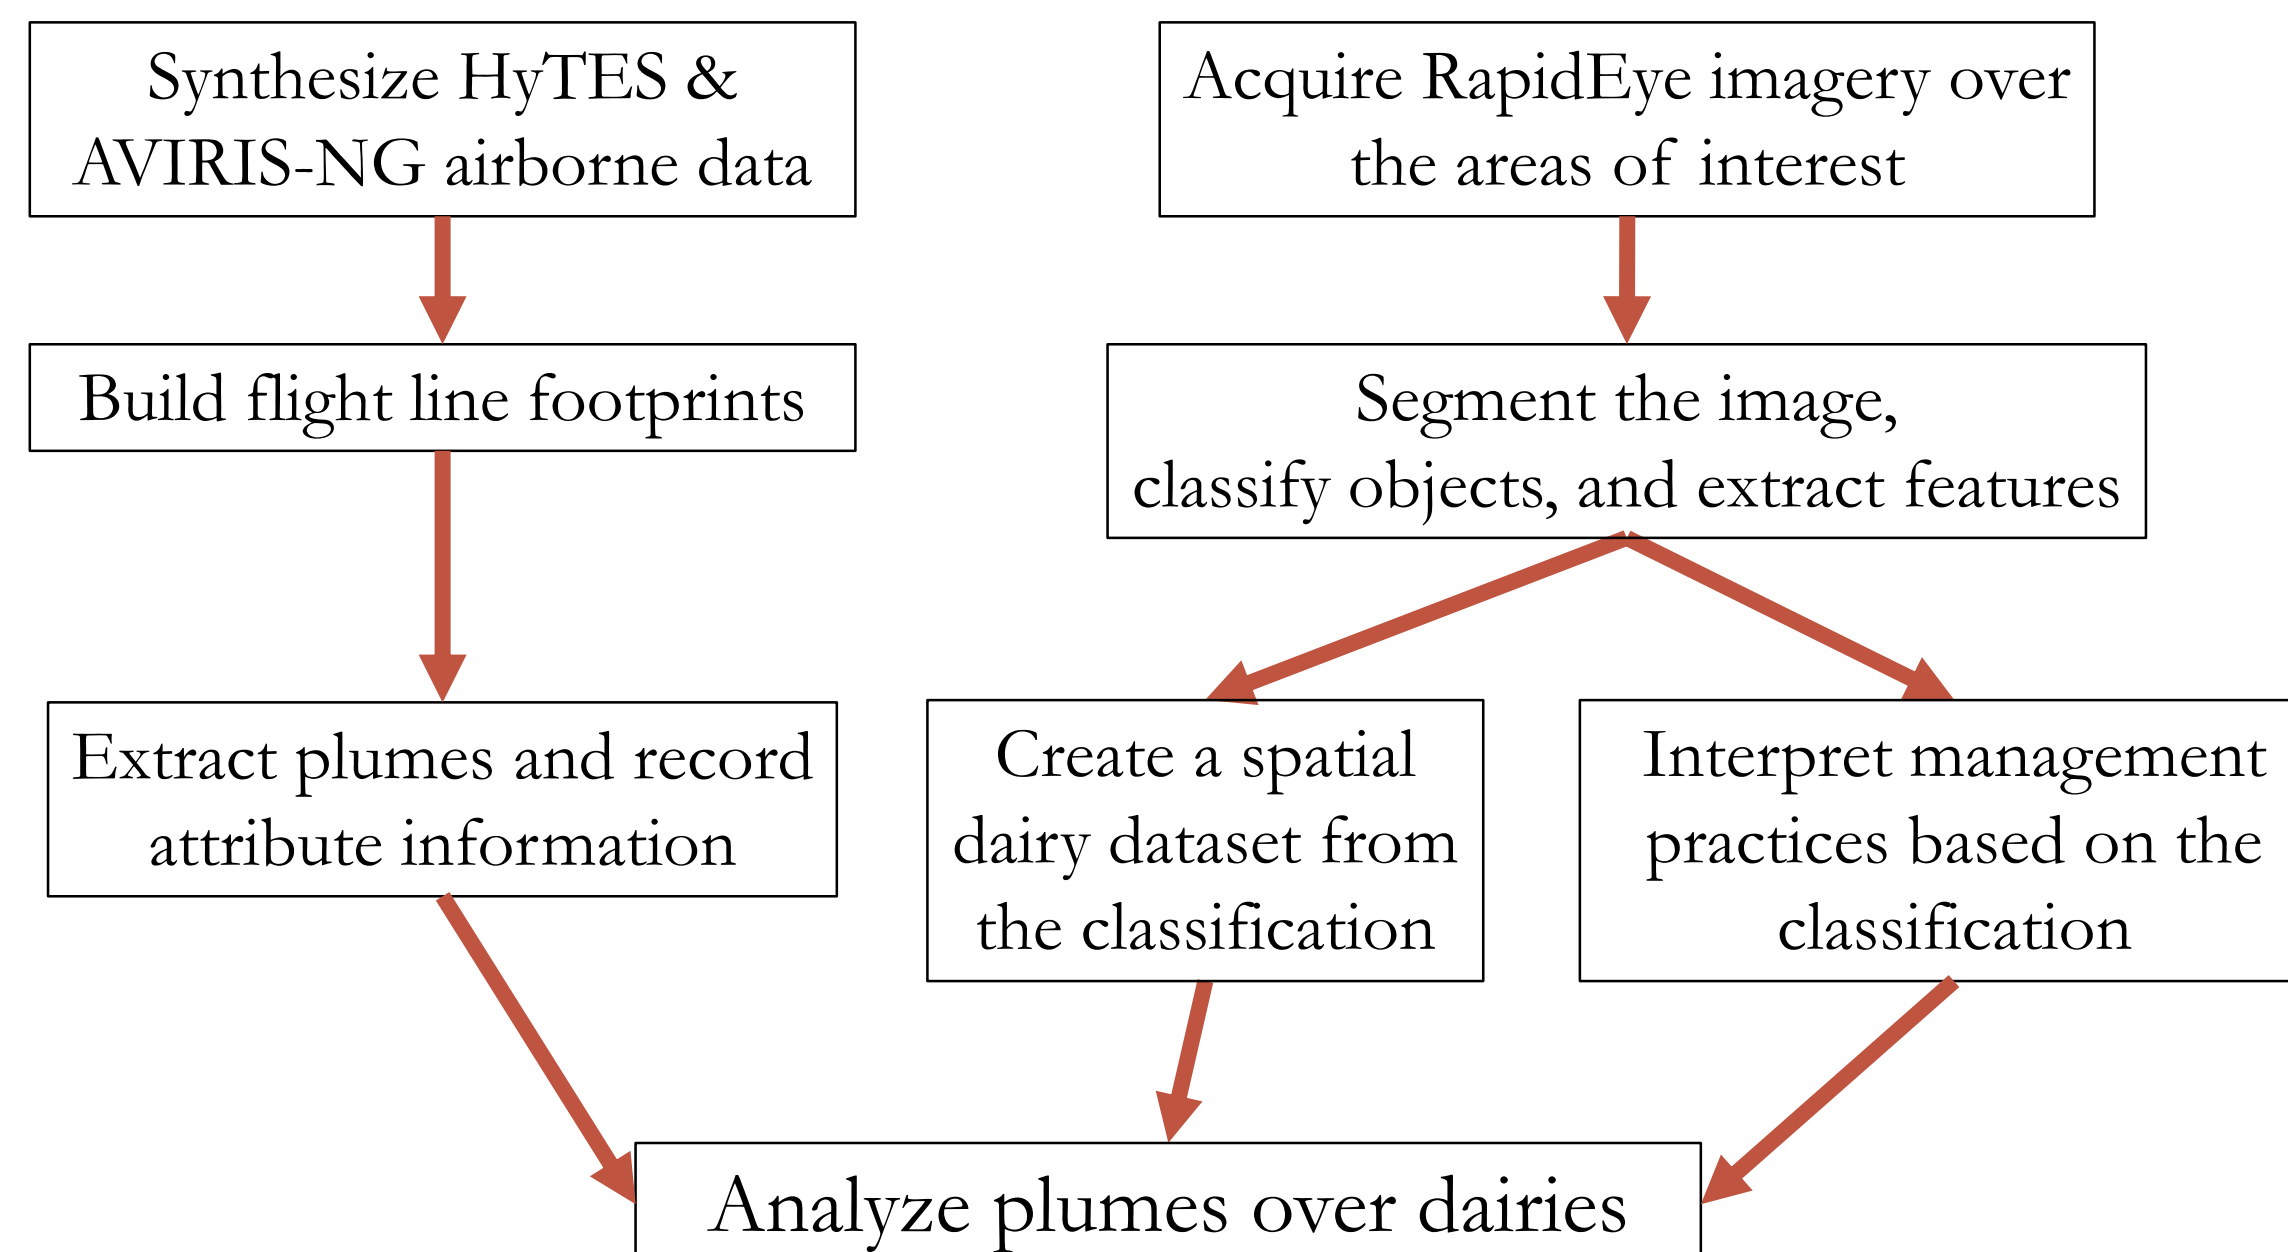 Synthesize HyTES &
AVIRIS-NG airborne data
Acquire RapidEye imagery over
the areas of interest
Build flight line footprints
Segment the image,
classify objects, and extract features
Extract plumes and record
attribute information
Create a spatial
dairy dataset from
the classification
Interpret management
practices based on the
classification
Analyze plumes over dairies